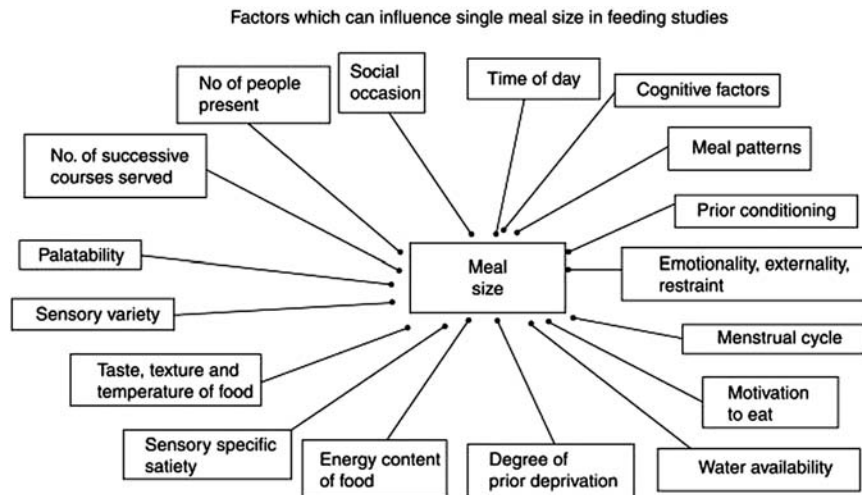 Factors which can influence single meal size in feeding studies
No of people
present
Social
occasion
Time of day
Cognitive factors
No. of successive
courses served
Meal patterns
Prior conditioning
Palatability
Meal
size
Emotionality, externality,
restraint
Sensory variety
Menstrual cycle
Taste, texture and
temperature of food
Motivation
to eat
Sensory specific
satiety
Energy content
of food
Degree of
prior deprivation
Water availability